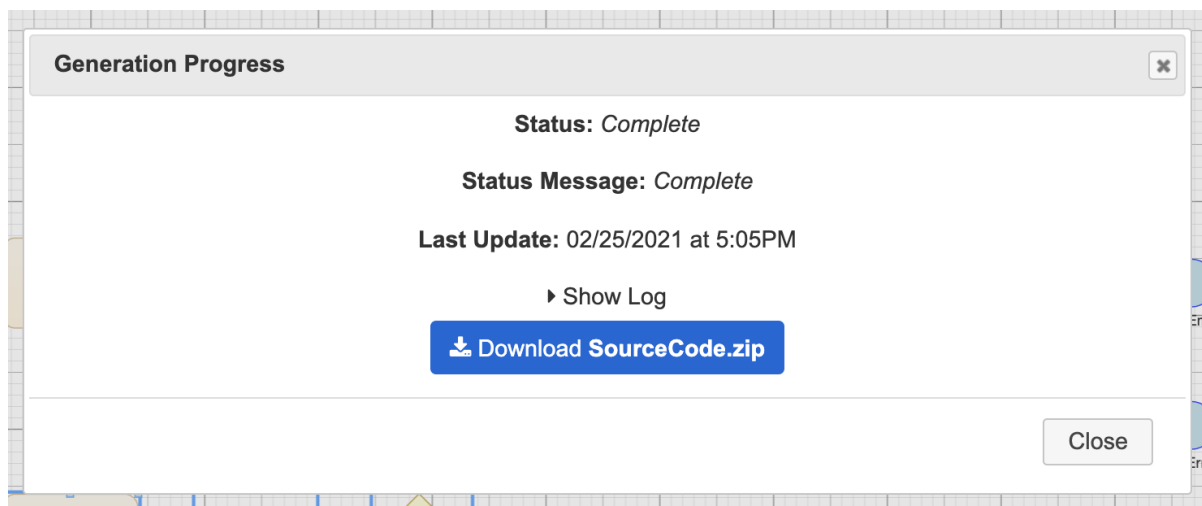 Generation Progress
Status: Complete
Status Message: Complete
Last Update: 02/25/2021 at 5:05PM
Show Log
Download SourceCode.zip
Close